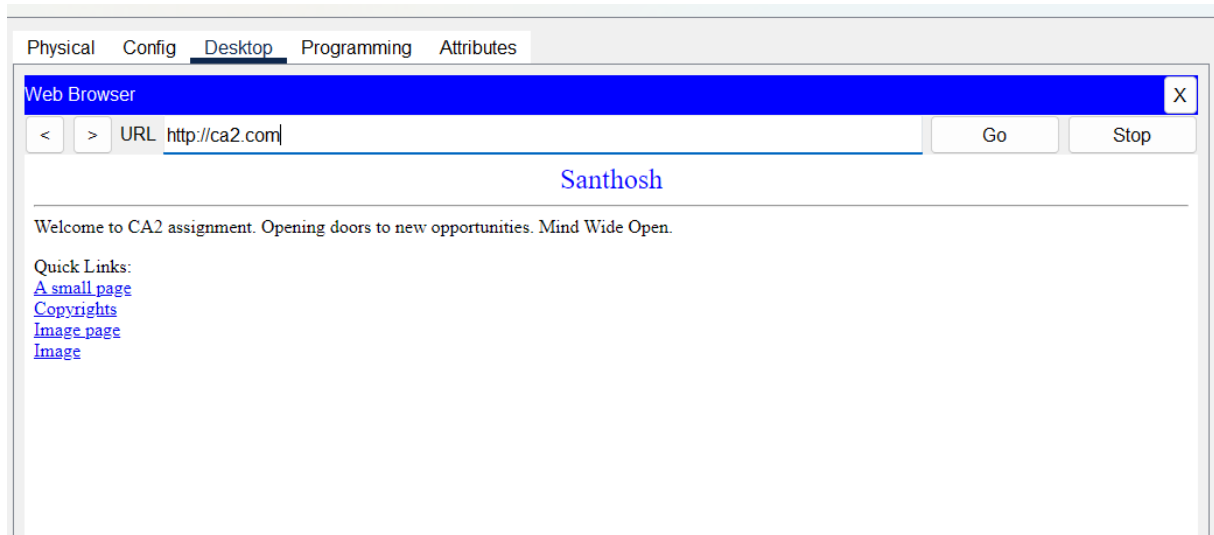 Physical Config Desktop Programming Attributes
Web Browser X
< > URL http://ca2.com Go Stop
Santhosh
Welcome to CA2 assignment. Opening doors to new opportunities. Mind Wide Open.
Quick Links:
A small page
Copyrights
Image page
Image